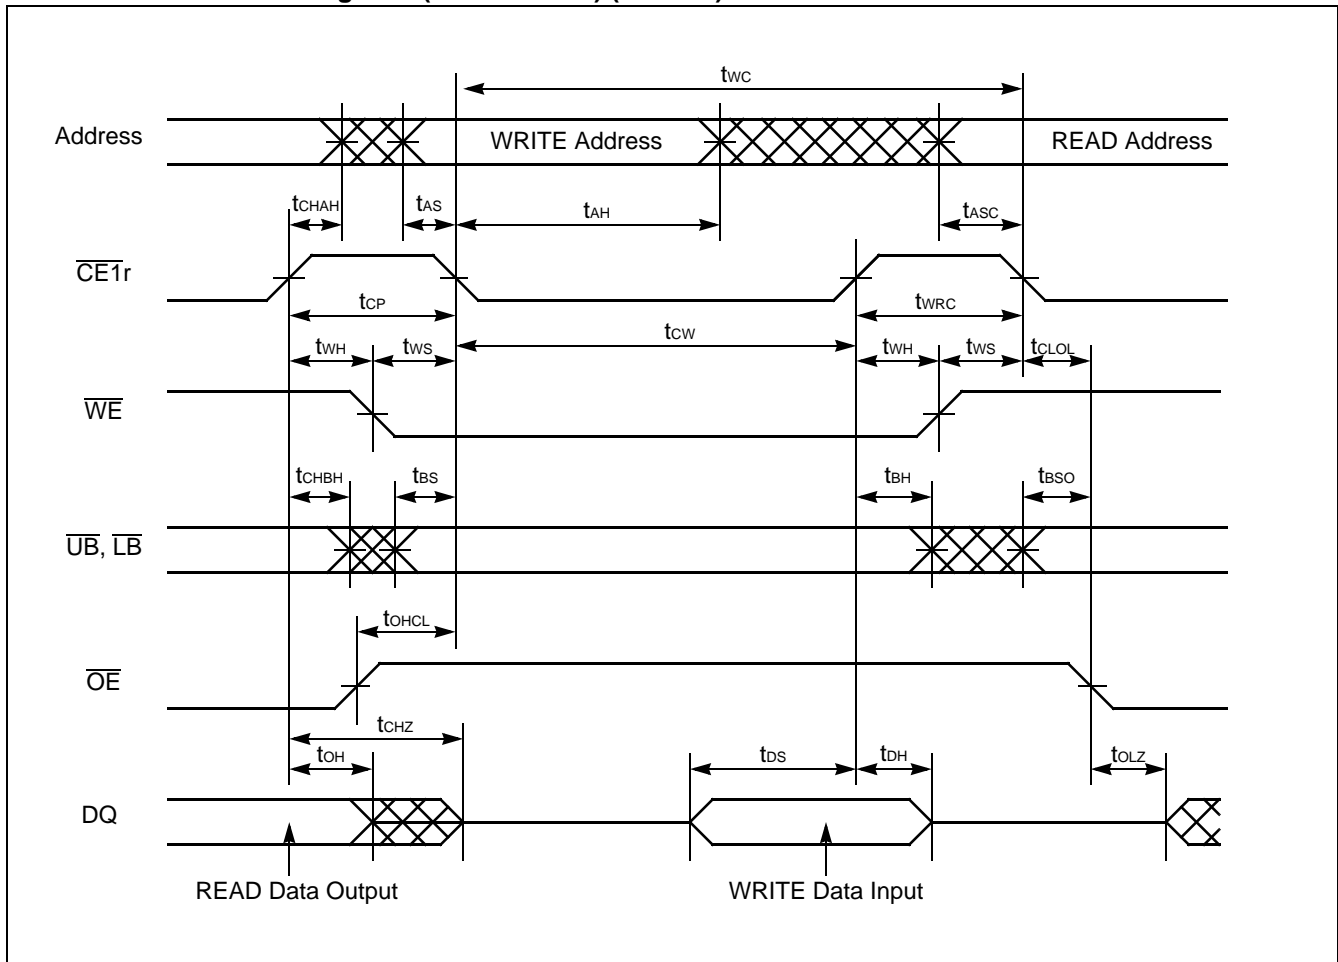 tWC
Address
WRITE Address
READ Address
tCHAH
tAS
tAH
tASC
CE1r
tCP
tWRC
tCW
tWH
tWS
tWH
tWS
tCLOL
WE
tCHBH
tBS
tBH
tBSO
UB, LB
tOHCL
OE
tCHZ
tOH
tDS
tDH
tOLZ
DQ
READ Data Output
WRITE Data Input